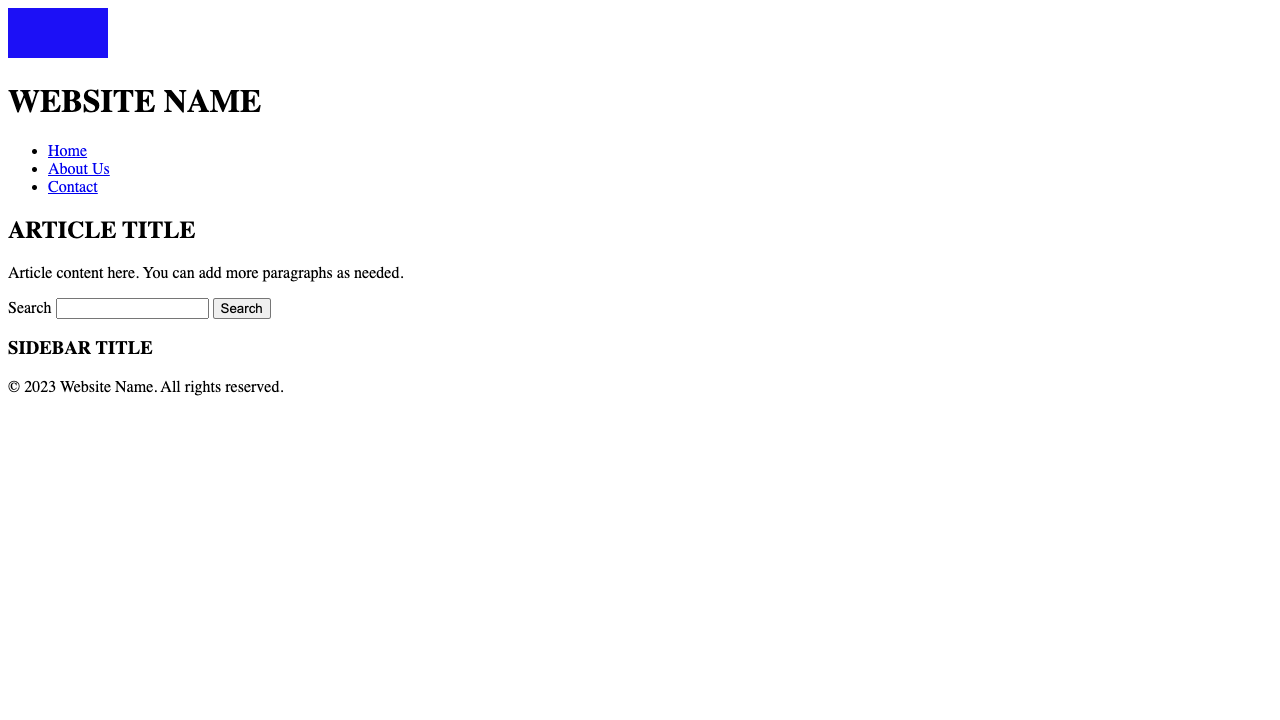 WEBSITE NAME
Home
About Us
Contact
ARTICLE TITLE
Article content here. You can add more paragraphs as needed.
Search Search
SIDEBAR TITLE
© 2023 Website Name. All rights reserved.